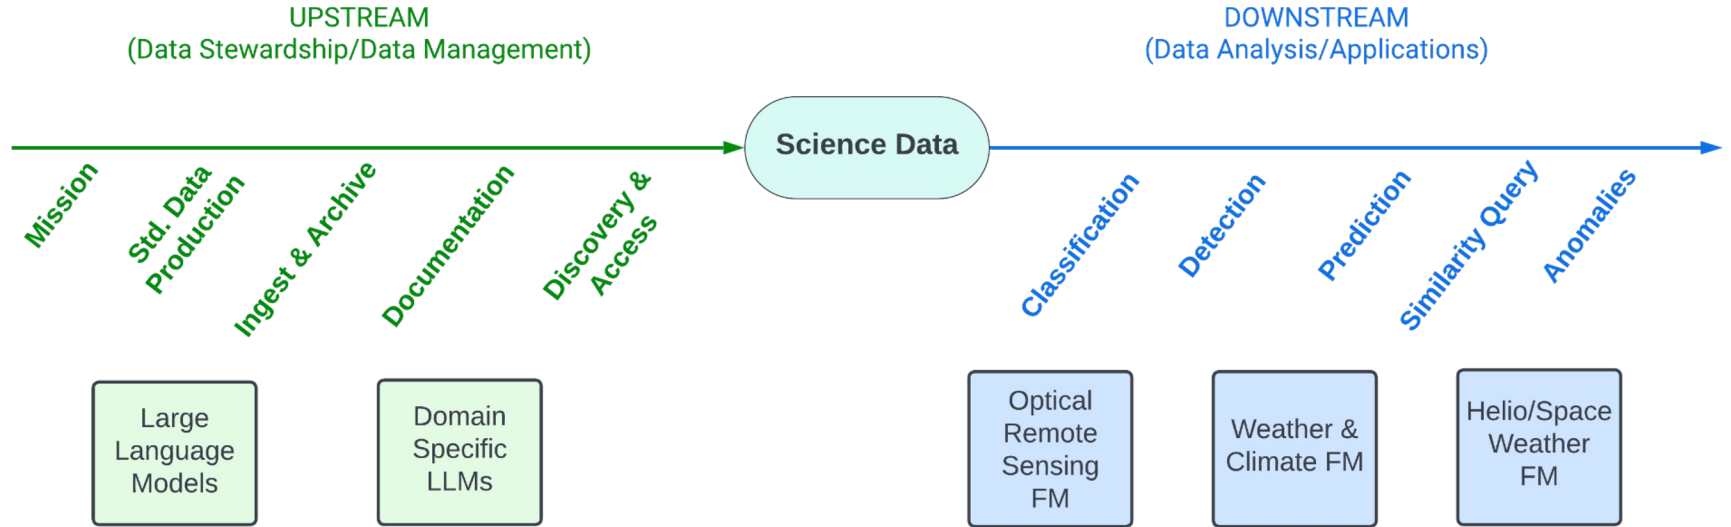 UPSTREAM
(Data Stewardship/Data Management)
DOWNSTREAM
(Data Analysis/Applications)
Science Data
Mission
Std. Data
Production
Ingest & Archive
Documentation
Discovery &
Access
Classification
Detection
Prediction
Similarity Query
Anomalies
Large
Language
Models
Domain
Specific
LLMs
Optical
Remote
Sensing
FM
Weather &
Climate FM
Helio/Space
Weather
FM